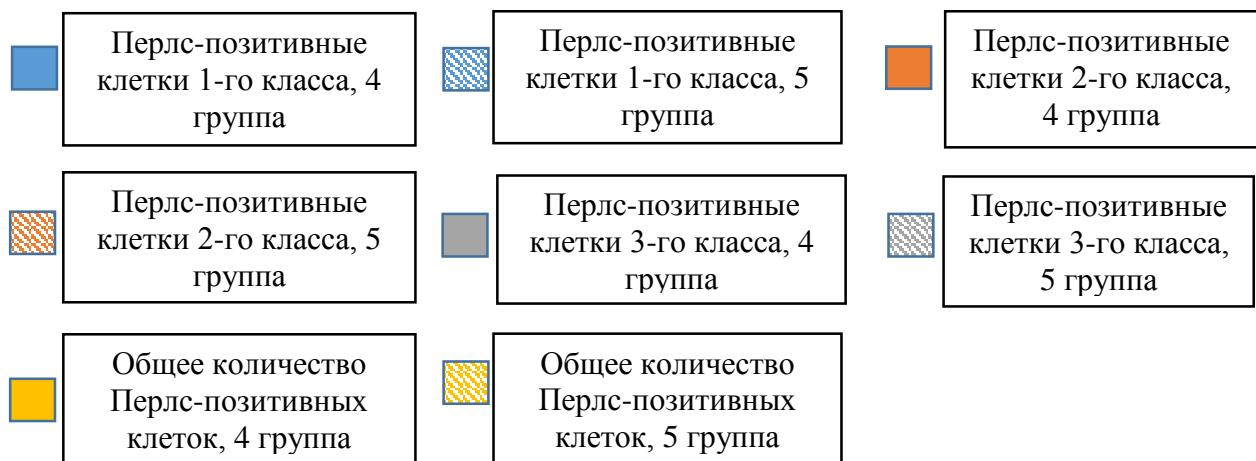 Перлс-позитивные
клетки 1-го класса, 4
группа
Перлс-позитивные
клетки 1-го класса, 5
группа
Перлс-позитивные
клетки 2-го класса,
4 группа
Перлс-позитивные
клетки 2-го класса, 5
группа
Перлс-позитивные
клетки 3-го класса, 4
группа
Перлс-позитивные
клетки 3-го класса,
5 группа
Общее количество
Перлс-позитивных
клеток, 4 группа
Общее количество
Перлс-позитивных
клеток, 5 группа